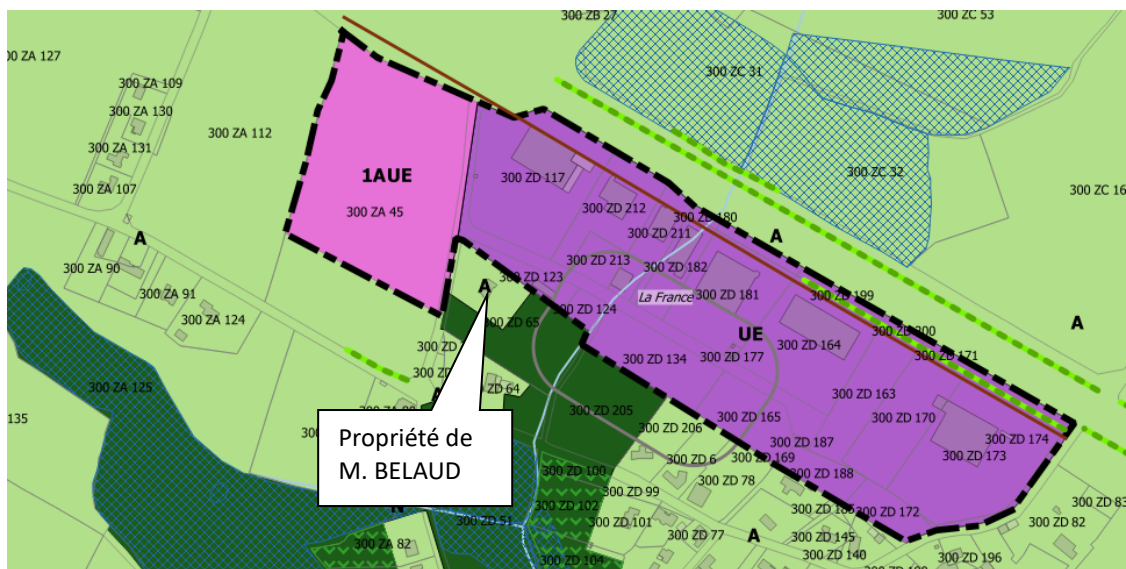 300 ZB 27
300 ZC 53
00 ZA 127
300 ZC 31
300 ZA 109
300 ZA 130
300 ZA 112
300 ZA 131
300 ZC 32
1AUE
300 ZD 117
300 ZA 107
300 ZC 16
300 ZA 45
300 ZD 212
300 ZD 180
300 ZD 211
A
A
300 ZD 213
300 ZD 182
300 ZA 90
300 ZD 123
A
300 ZA 91
La France
300 ZD 181
300 ZD 199
300 ZD 124
300 ZA 124
300 ZD 65
A
UE
300 ZD 200
300 ZD 164
300 ZD
300 ZD 134
300 ZD 177
300 ZD 171
300 ZD
300 ZA 125
ZD 64
300 ZD 163
A
300 ZD 205
300 ZD 165
300 ZD 170
135
300 ZD 206
300 ZD 187
300 ZD 174
Propriété de
M. BELAUD
300 ZD 6
300 ZD 169
300 ZD 173
300 ZD 100
300 ZD 188
300 ZD 78
300 ZD 99
300 ZD 83
300 ZD 102
N
300 ZD 172
300 ZD 51
300 ZD 101
300 ZD 82
300 ZD 77
A
300 ZD 145
300 ZA 82
300 ZD 140
300 ZD 104
300 ZD 196